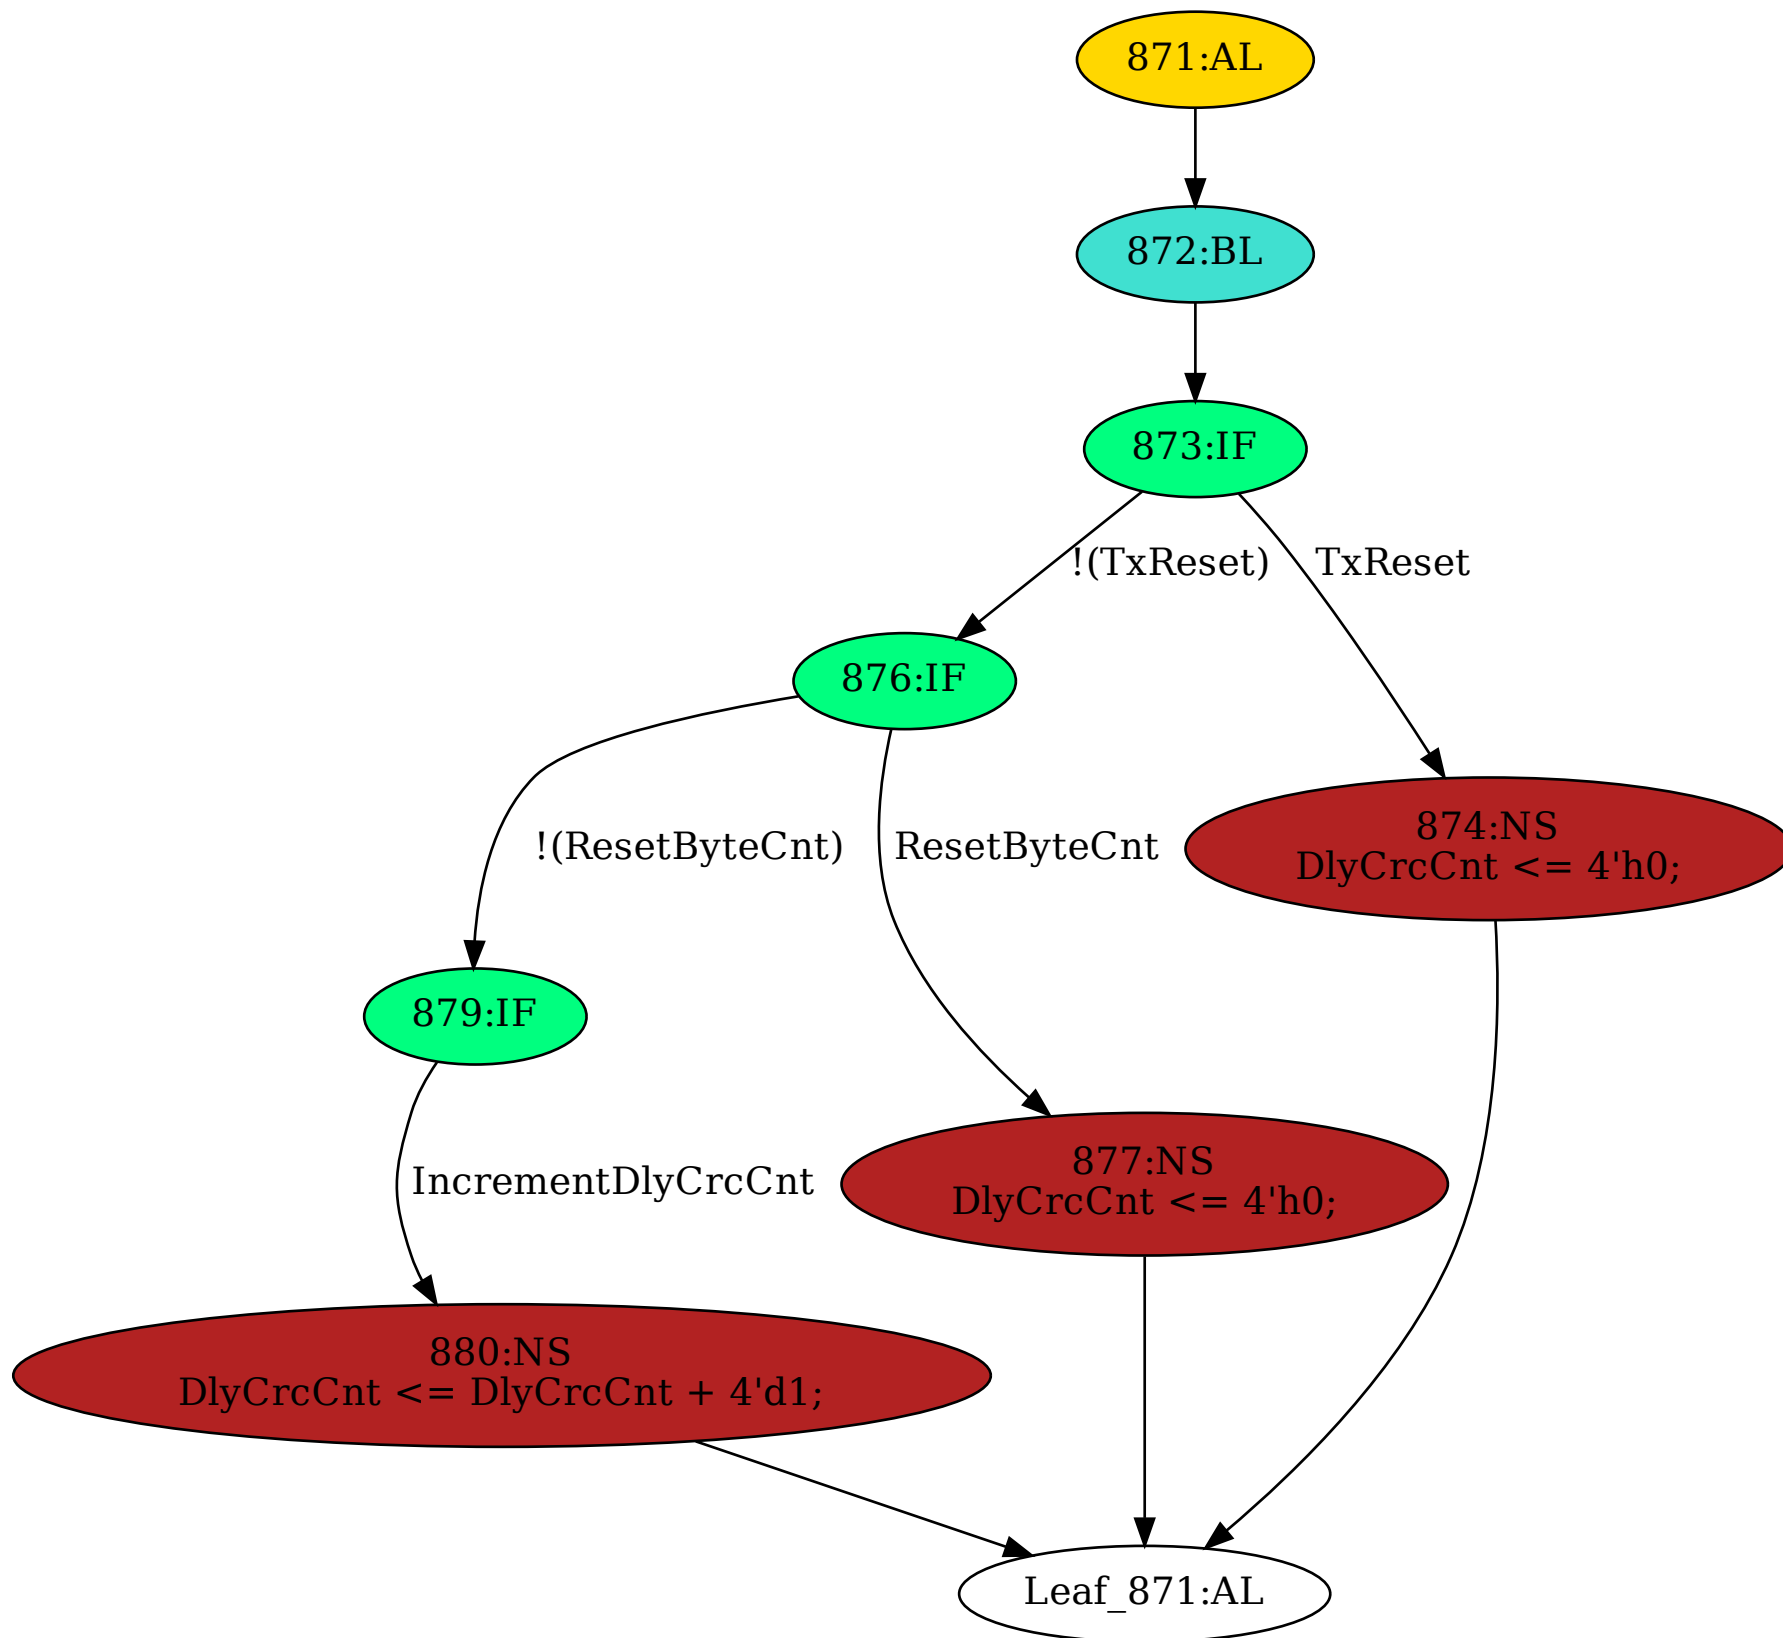 871:AL
872:BL
873:IF
!(TxReset)
TxReset
876:IF
874:NS
DlyCrcCnt <= 4'h0;
!(ResetByteCnt)
ResetByteCnt
879:IF
877:NS
DlyCrcCnt <= 4'h0;
IncrementDlyCrcCnt
880:NS
DlyCrcCnt <= DlyCrcCnt + 4'd1;
Leaf_871:AL